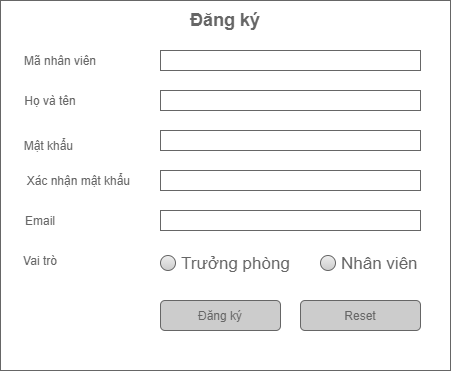 Đăng ký
Mã nhân viên
Họ và tên
Mật khẩu
Xác nhận mật khẩu
Email
Vai trò Trưởng phòng Nhân viên
Đăng ký Reset